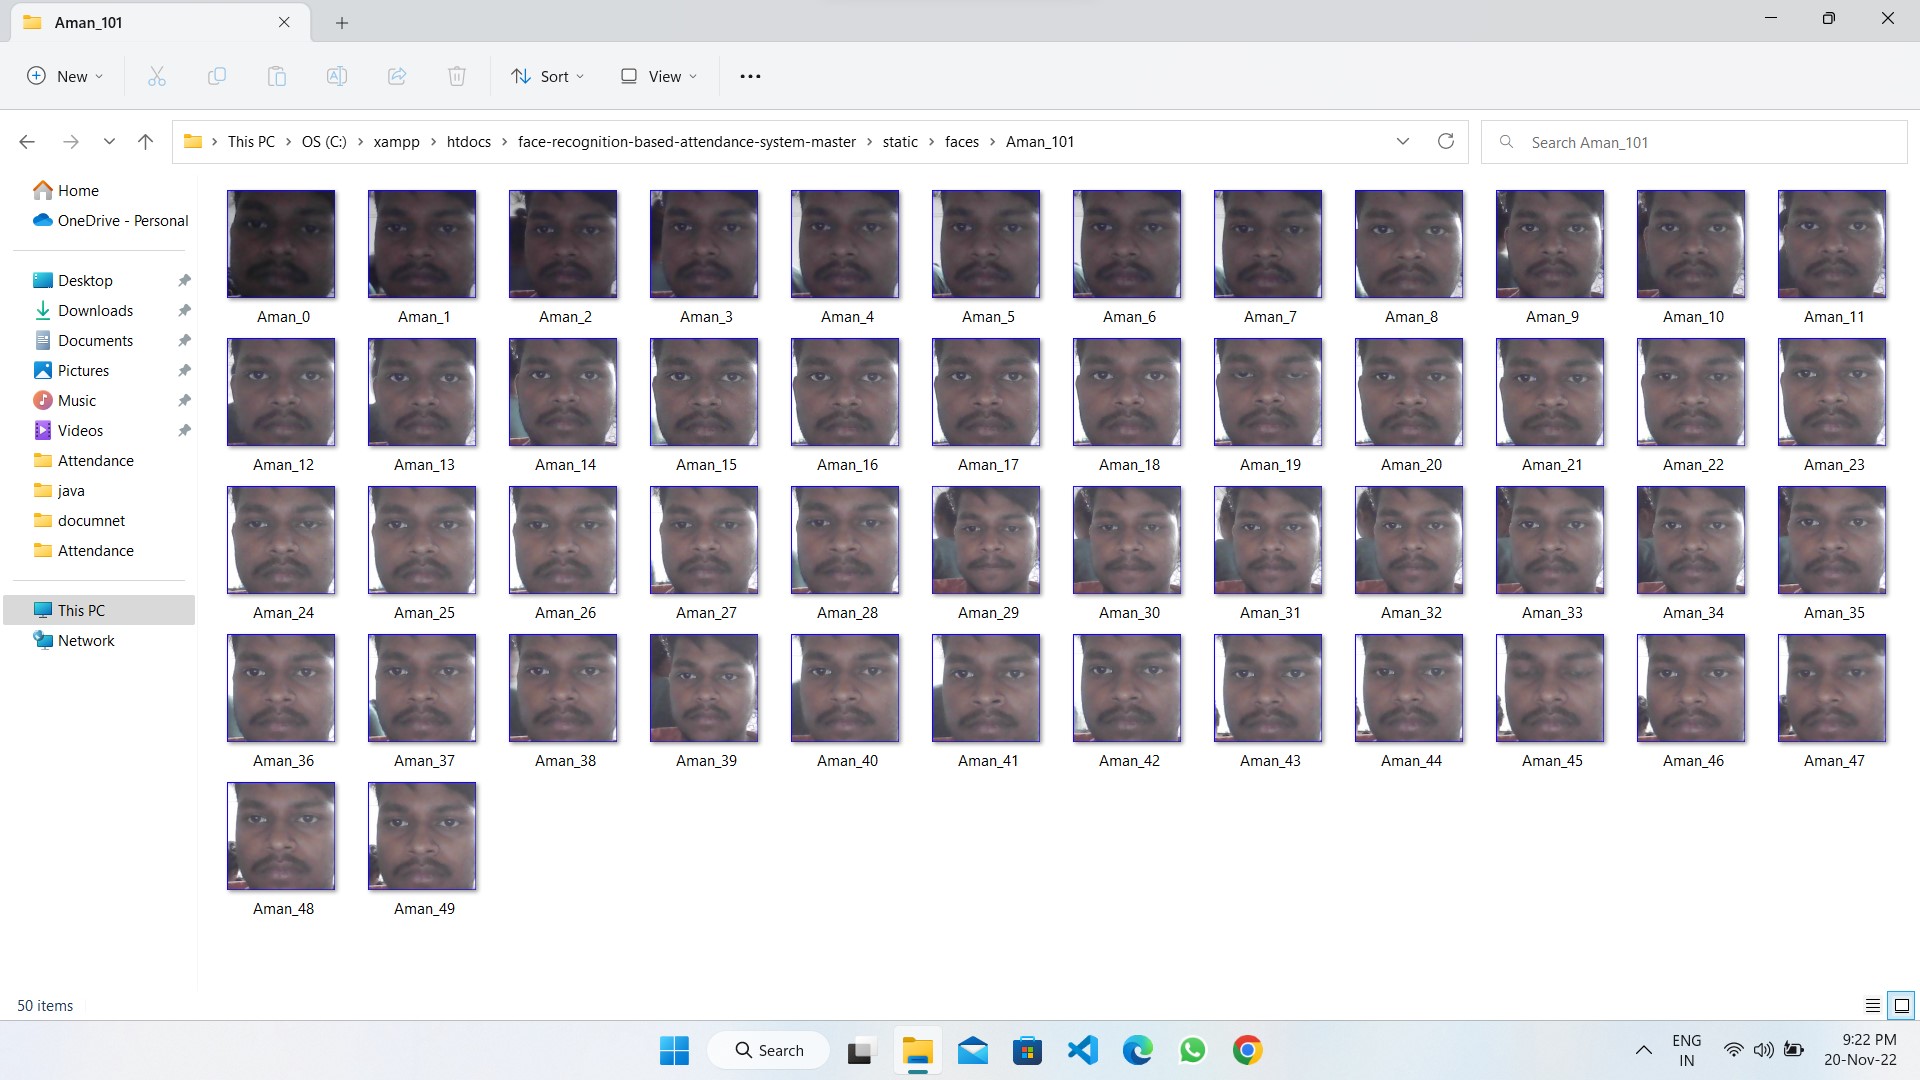 Aman_101
New Sort View
This PC OS (C:) xampp htdocs face-recognition-based-attendance-system-master static faces Aman_101
Search Aman_101
Home
OneDrive - Personal
Desktop
Downloads
Documents
Pictures
Music
Videos
Attendance
java
documnet
Attendance
This PC
Network
Aman_0 Aman_1 Aman_2 Aman_3 Aman_4 Aman_5 Aman_6 Aman_7 Aman_8 Aman_9 Aman_10 Aman_11
Aman_12 Aman_13 Aman_14 Aman_15 Aman_16 Aman_17 Aman_18 Aman_19 Aman_20 Aman_21 Aman_22 Aman_23
Aman_24 Aman_25 Aman_26 Aman_27 Aman_28 Aman_29 Aman_30 Aman_31 Aman_32 Aman_33 Aman_34 Aman_35
Aman_36 Aman_37 Aman_38 Aman_39 Aman_40 Aman_41 Aman_42 Aman_43 Aman_44 Aman_45 Aman_46 Aman_47
Aman_48 Aman_49
50 items
Search
ENG
IN
9:22 PM
20-Nov-22